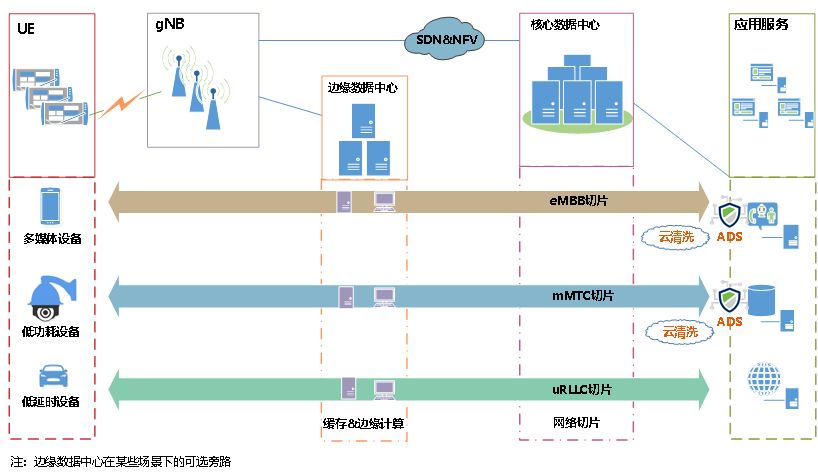 UE
gNB
SDN&NFV
核心数据中心
应用服务
边缘数据中心
eMBB切片
多媒体设备
云清洗
ADS
mMTC切片
低功耗设备
云清洗
ADS
uRLLC切片
低延时设备
缓存&边缘计算
网络切片
注：边缘数据中心在某些场景下的可选旁路